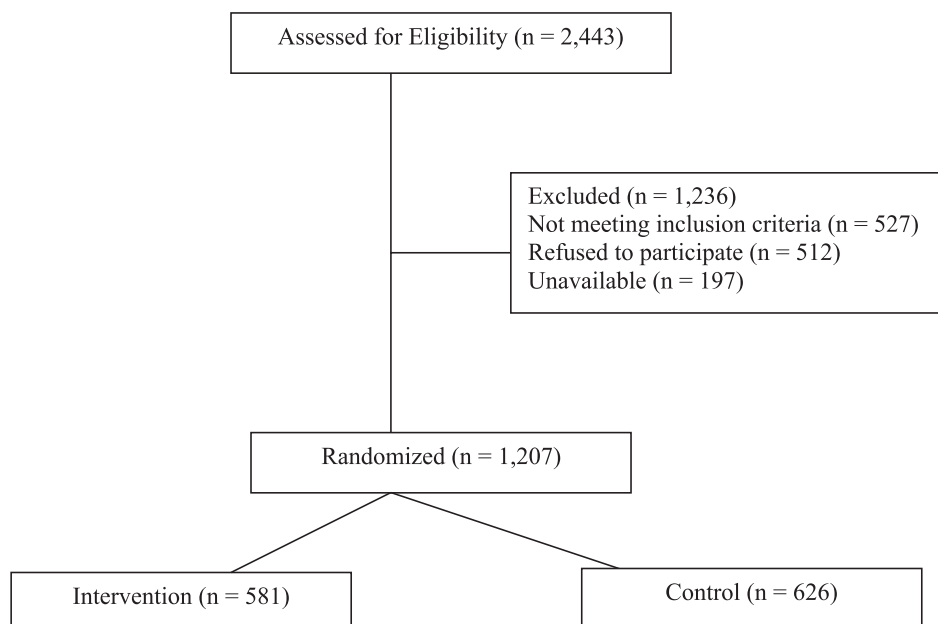 Assessed for Eligibility (n = 2,443)
Excluded (n = 1,236)
Not meeting inclusion criteria (n = 527)
Refused to participate (n = 512)
Unavailable (n = 197)
Randomized (n = 1,207)
Intervention (n = 581)
Control (n = 626)